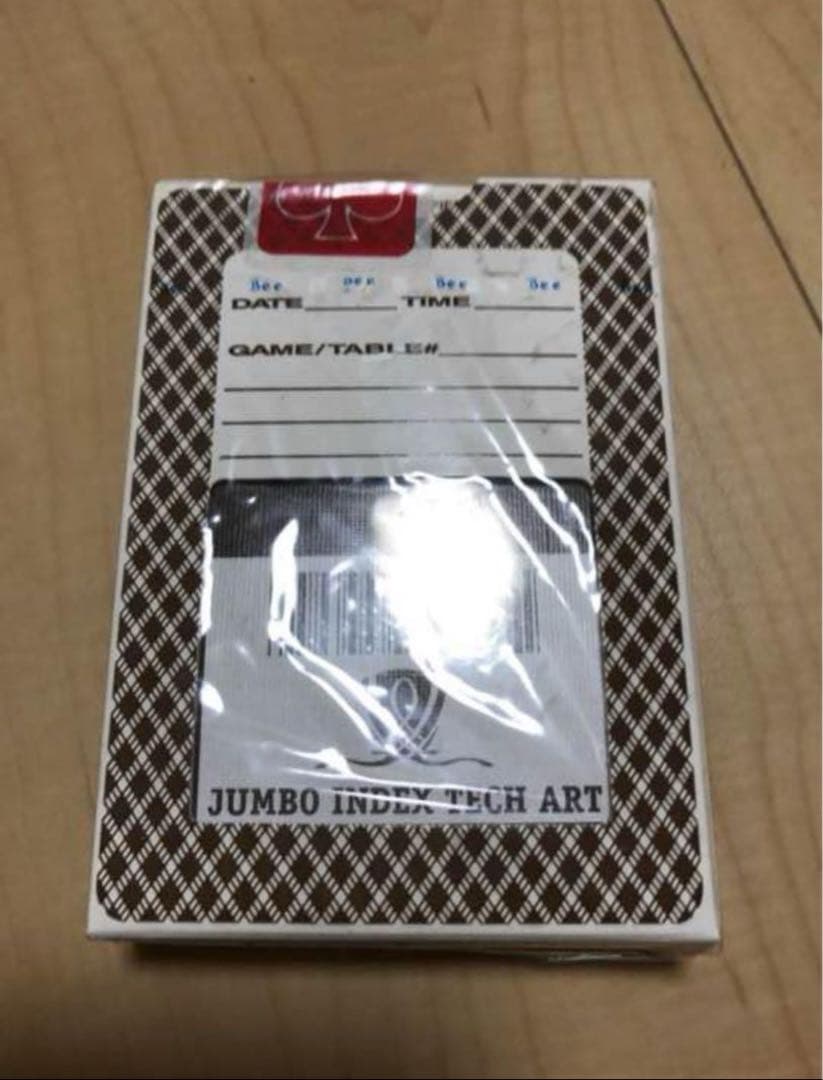 Bee Bee Bee Bee
DATE TIME
GAME/TABLE#
JUMBO INDEX TECH ART